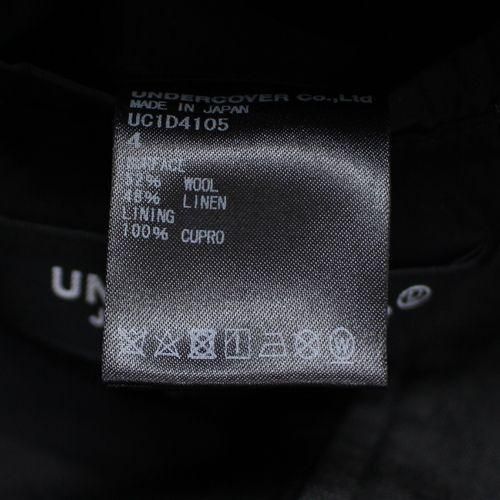 UNDERCOVER Co.,Ltd
MADE IN JAPAN
UC1D4105
4
SURFACE
52% WOOL
48% LINEN
LINING
100% CUPRO
UN
J
®
W